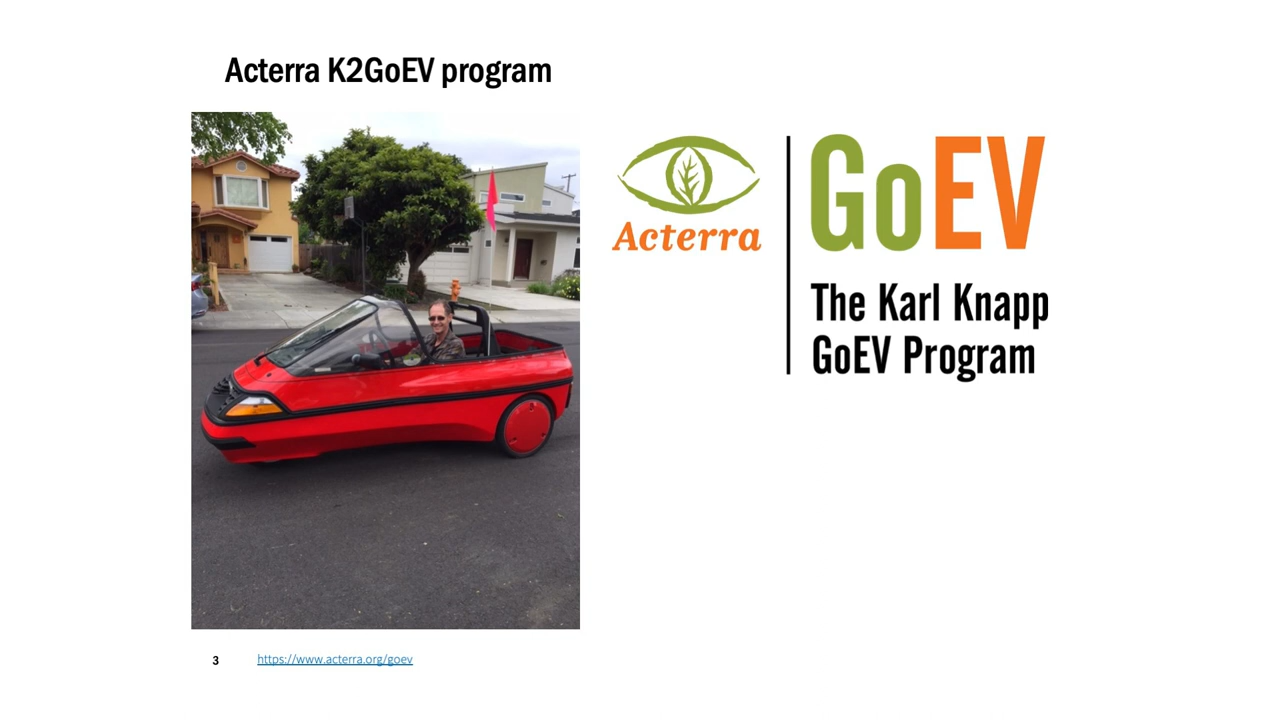 Acterra K2GoEV program
Acterra
GoEV
The Karl Knapp
GoEV Program
3
https://www.acterra.org/goev